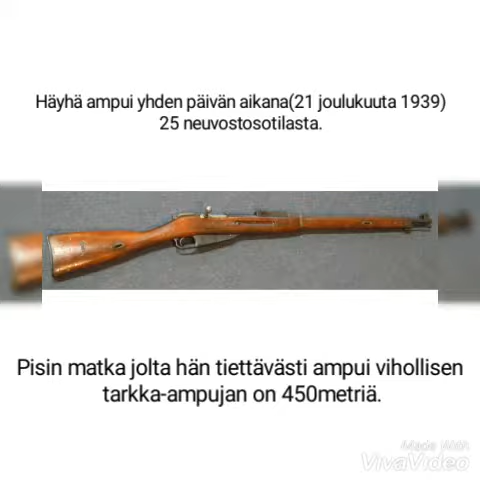 Häyhä ampui yhden päivän aikana(21 joulukuuta 1939)
25 neuvostosotilasta.
Pisin matka jolta hän tiettävästi ampui vihollisen
tarkka-ampujan on 450metriä.
Made With
VivaVideo